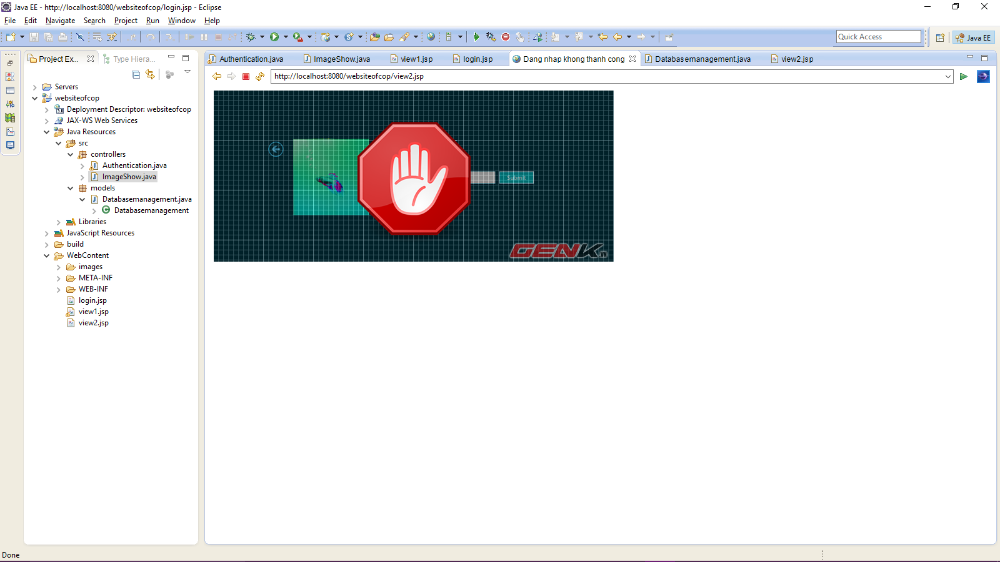 Java EE - http://localhost:8080/websiteofcop/login.jsp - Eclipse
File Edit Navigate Search Project Run Window Help
Quick Access
Java EE
Project Ex...
Type Hiera...
Servers
websiteofcop
3.0 Deployment Descriptor: websiteofcop
JAX-WS Web Services
Java Resources
src
controllers
Authentication.java
ImageShow.java
models
Databasemanagement.java
Databasemanagement
Libraries
JavaScript Resources
build
WebContent
images
META-INF
WEB-INF
login.jsp
view1.jsp
view2.jsp
Authentication.java ImageShow.java view1.jsp login.jsp Dang nhap khong thanh cong Databasemanagement.java view2.jsp
http://localhost:8080/websiteofcop/view2.jsp
Submit
GENK.VN
Done